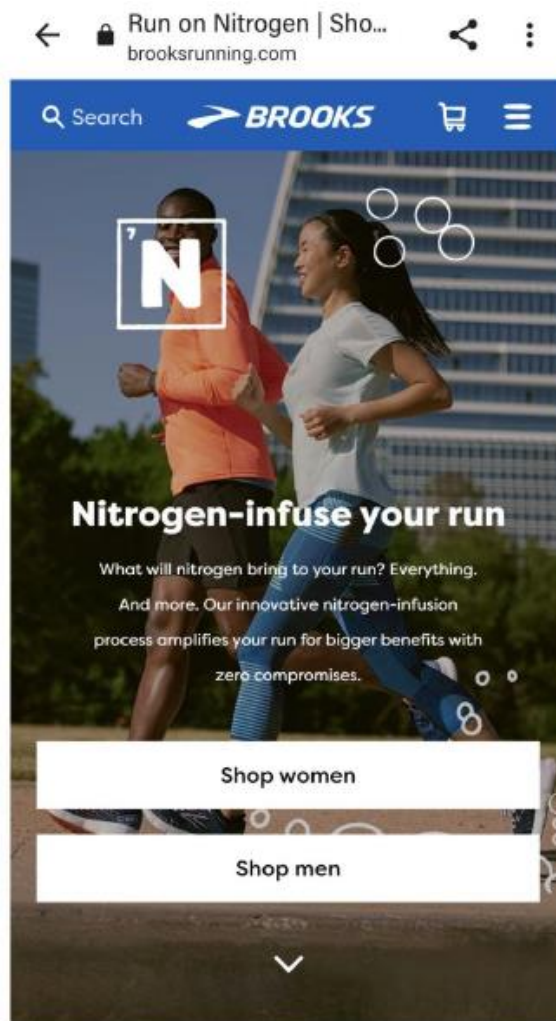 Run on Nitrogen | Sho...
brooksrunning.com
Search
BROOKS
7
N
Nitrogen-infuse your run
What will nitrogen bring to your run? Everything.
And more. Our innovative nitrogen-infusion
process amplifies your run for bigger benefits with
zero compromises.
Shop women
Shop men